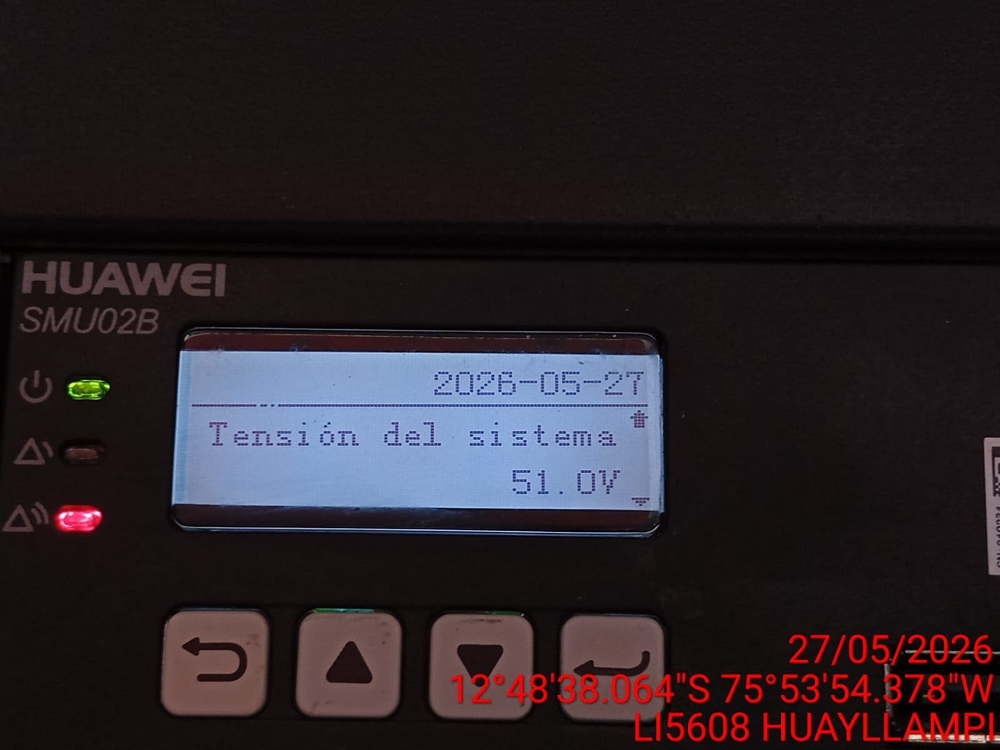 HUAWEI
SMU02B
2026-05-27
Tensión del sistema
51.0V
27/05/2026
12°48'38.064"S 75°53'54.378"W
LI5608 HUAYLLAMPI